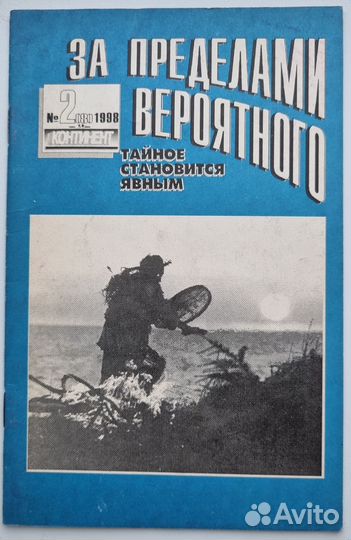 ЗА ПРЕДЕЛАМИ
ВЕРОЯТНОГО
№2 1998
КОНТИНЕНТ
ТАЙНОЕ
СТАНОВИТСЯ
ЯВНЫМ
Avito